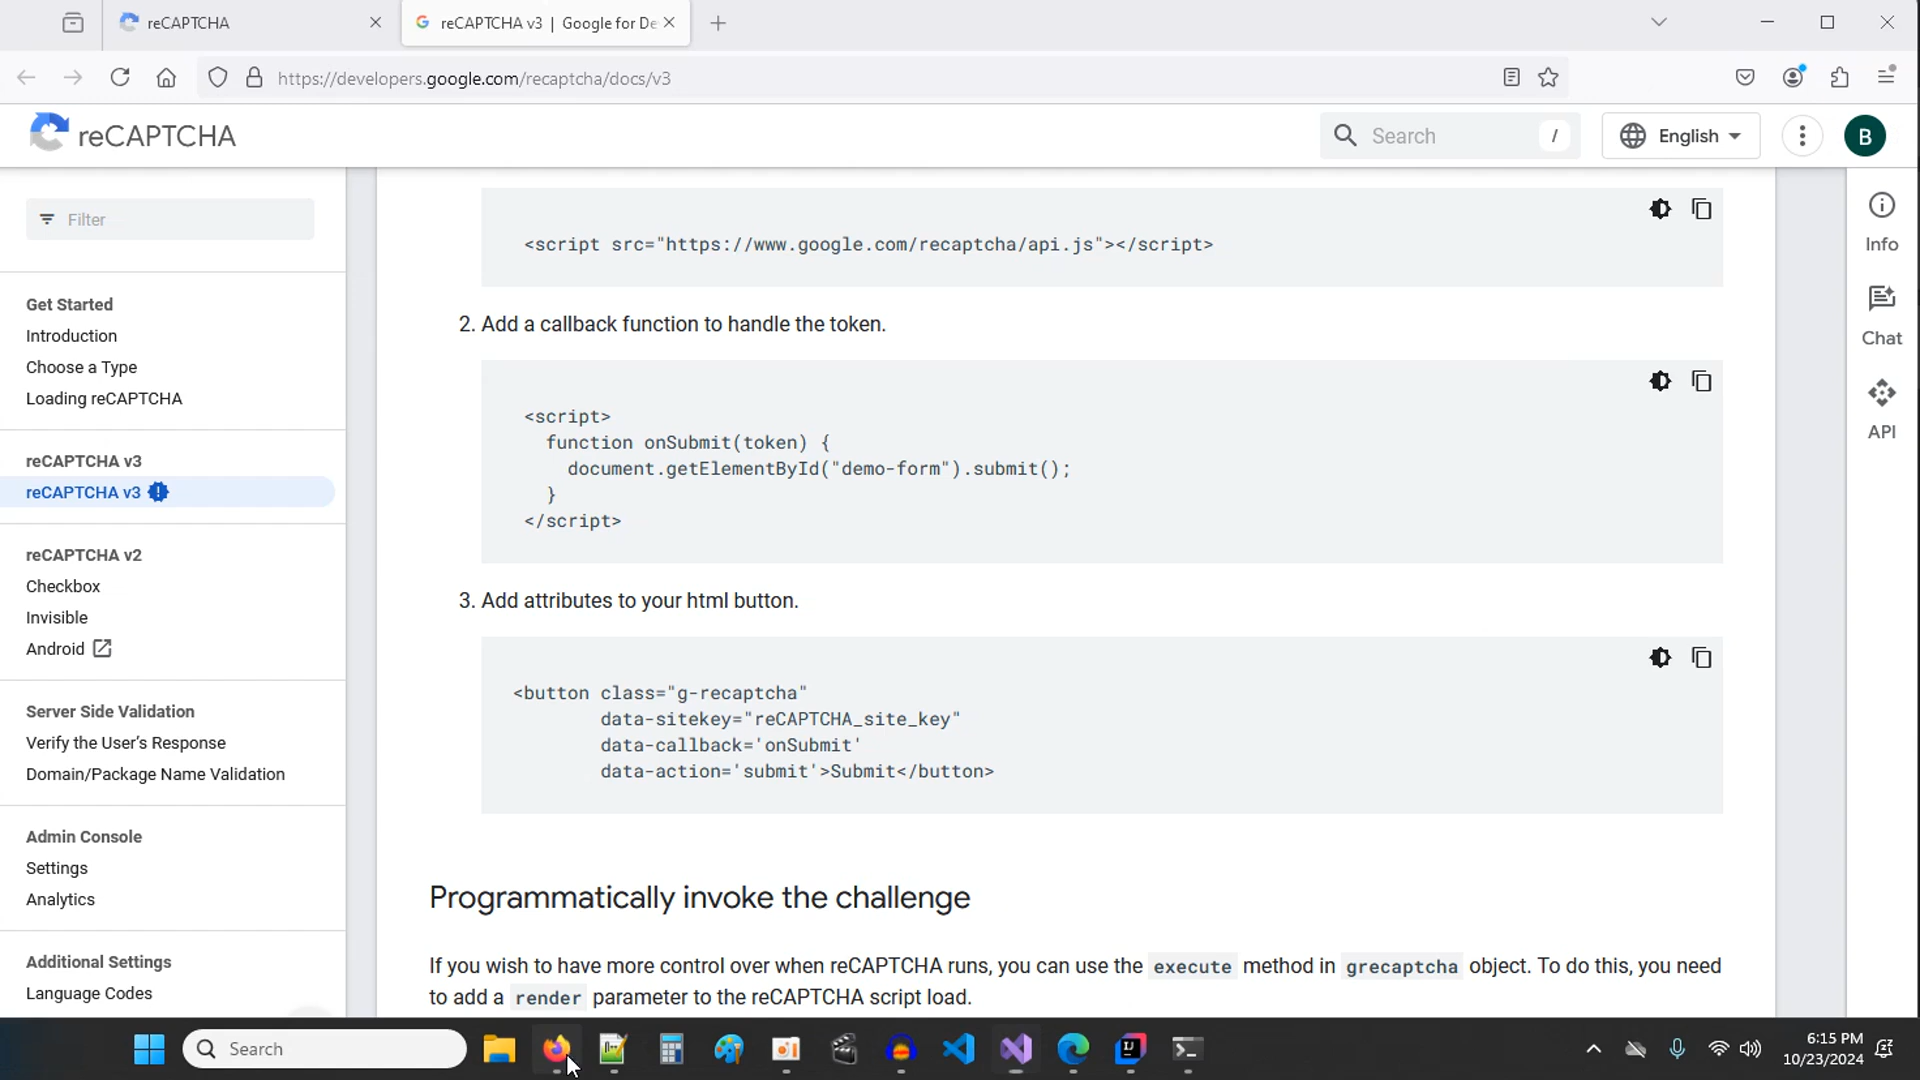 reCAPTCHA
reCAPTCHA v3 | Google for De
https://developers.google.com/recaptcha/docs/v3
reCAPTCHA
Search
/
English
B
Filter
Get Started
Introduction
Choose a Type
Loading reCAPTCHA
reCAPTCHA v3
reCAPTCHA v3
reCAPTCHA v2
Checkbox
Invisible
Android
Server Side Validation
Verify the User’s Response
Domain/Package Name Validation
Admin Console
Settings
Analytics
Additional Settings
Language Codes
<script src="https://www.google.com/recaptcha/api.js"></script>
2. Add a callback function to handle the token.
<script>
function onSubmit(token) {
document.getElementById("demo-form").submit();
}
</script>
3. Add attributes to your html button.
<button class="g-recaptcha"
data-sitekey="reCAPTCHA_site_key"
data-callback='onSubmit'
data-action='submit'>Submit</button>
Programmatically invoke the challenge
If you wish to have more control over when reCAPTCHA runs, you can use the execute method in grecaptcha object. To do this, you need
to add a render parameter to the reCAPTCHA script load.
Info
Chat
API
Search
6:15 PM
10/23/2024